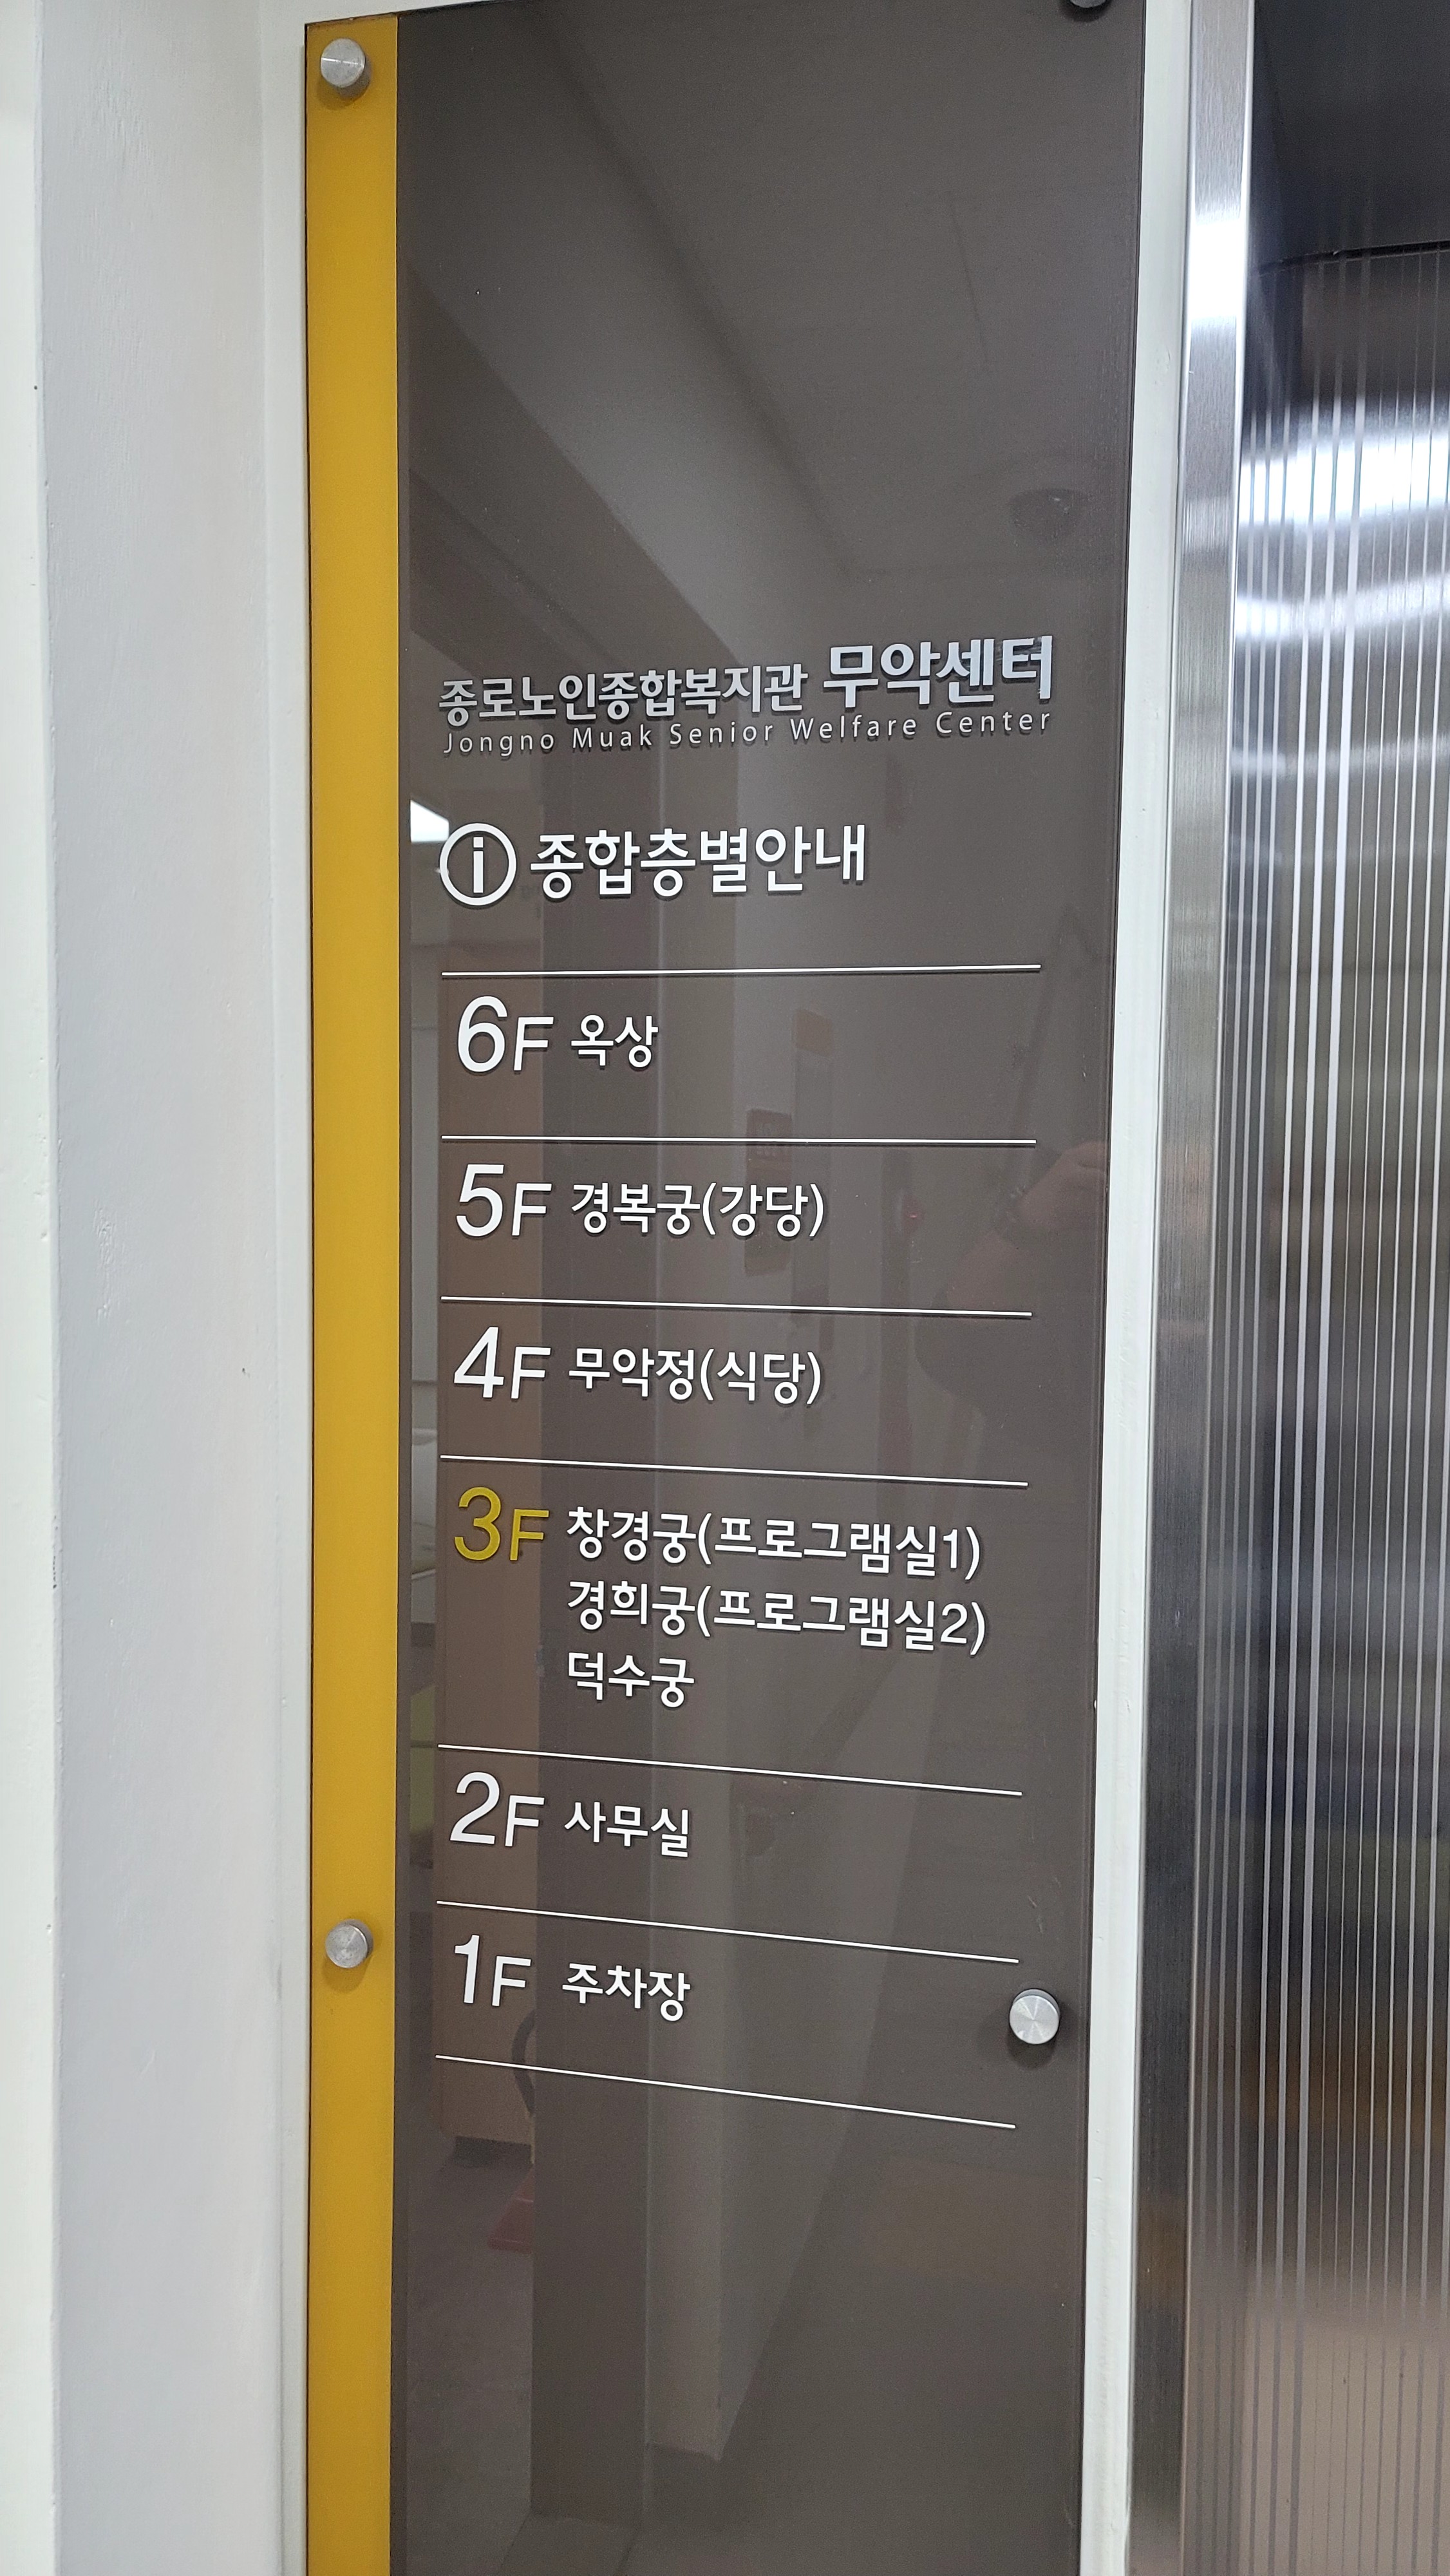 종로노인종합복지관 무악센터
Jongno Muak Senior Welfare Center
i 종합층별안내
6F 옥상
5F 경복궁(강당)
4F 무악정(식당)
3F 창경궁(프로그램실1)
경희궁(프로그램실2)
덕수궁
2F 사무실
1F 주차장